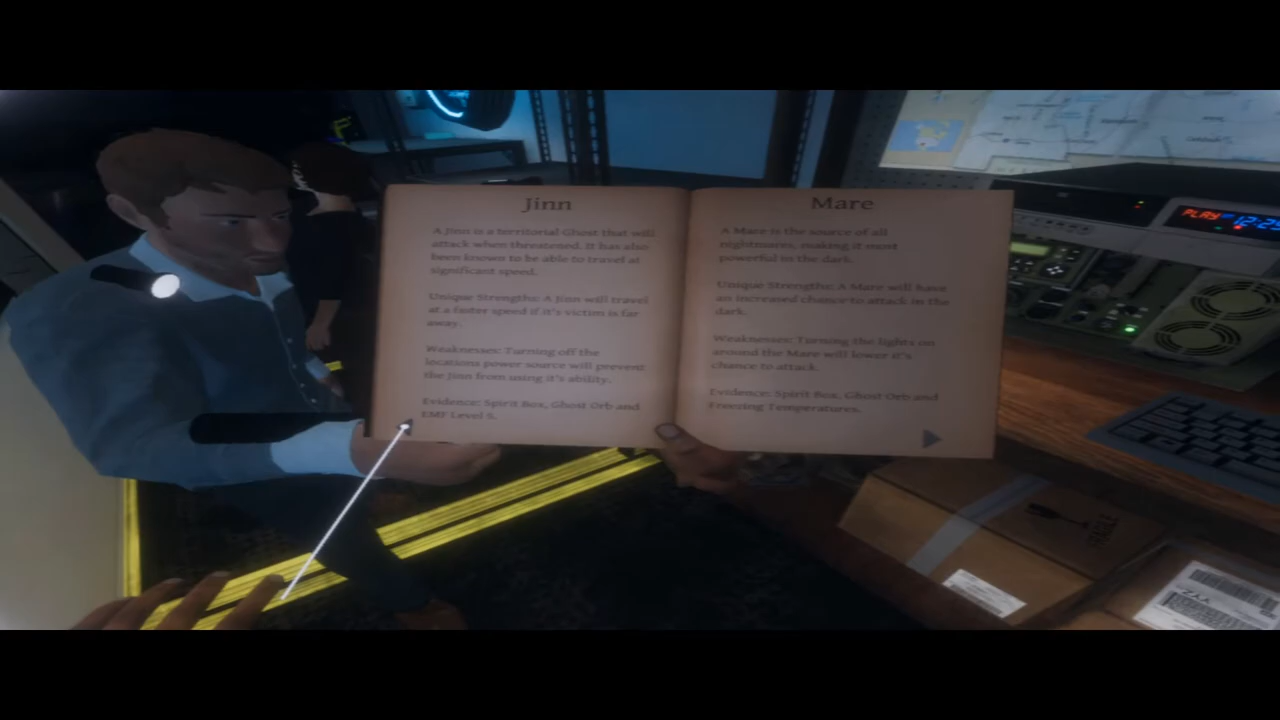 Jinn
A Jinn is a territorial Ghost that will
attack when threatened. It has also
been known to be able to travel at
significant speed.
Unique Strengths: A Jinn will travel
at a faster speed if it's victim is far
away.
Weaknesses: Turning off the
locations power source will prevent
the Jinn from using it's ability.
Evidence: Spirit Box, Ghost Orb and
EMF Level 5.
Mare
A Mare is the source of all
nightmares, making it most
powerful in the dark.
Unique Strengths: A Mare will have
an increased chance to attack in the
dark.
Weaknesses: Turning the lights on
around the Mare will lower it's
chance to attack.
Evidence: Spirit Box, Ghost Orb and
Freezing Temperatures.
PLAY
FRAGILE